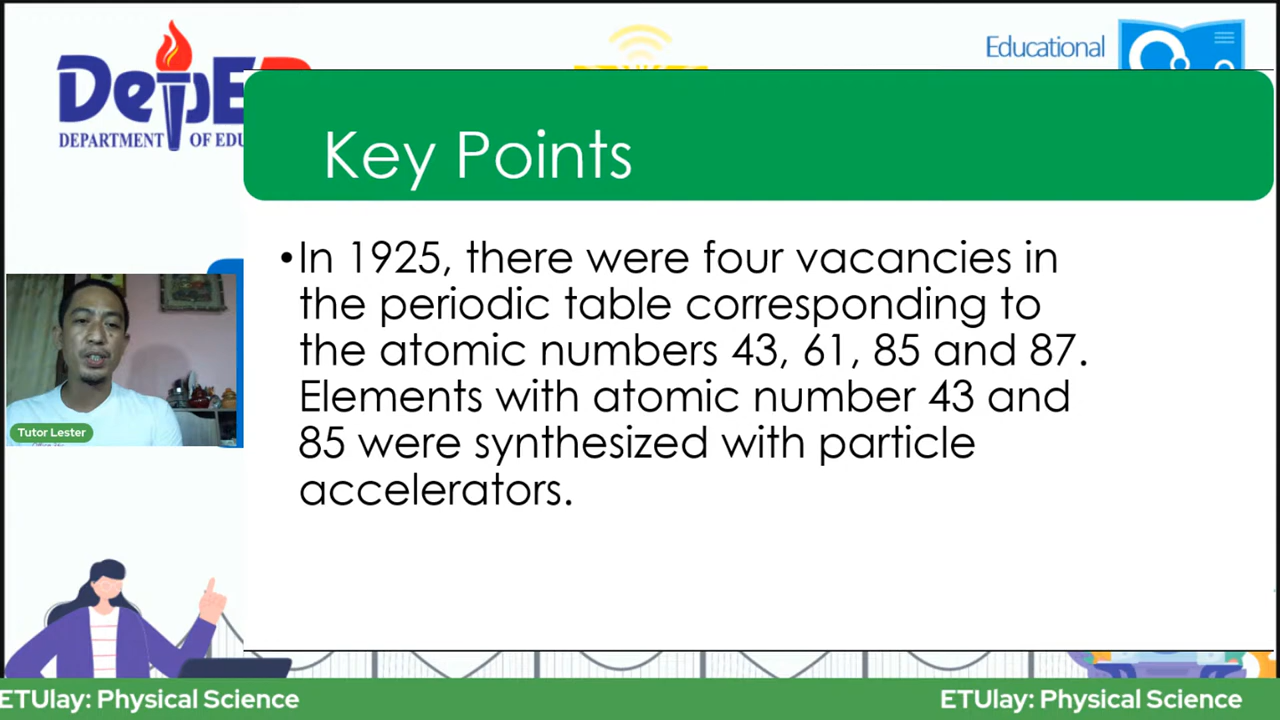 DepED
DEPARTMENT OF EDU
Educational
Key Points
•In 1925, there were four vacancies in
the periodic table corresponding to
the atomic numbers 43, 61, 85 and 87.
Elements with atomic number 43 and
85 were synthesized with particle
accelerators.
Tutor Lester
ETUlay: Physical Science
ETUlay: Physical Science